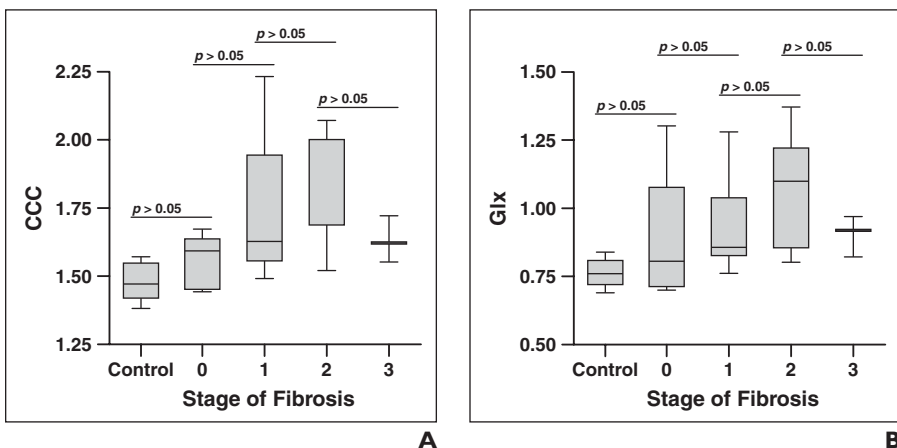 p > 0.05
p > 0.05
2.25
p > 0.05
2.00
CCC
1.75
p > 0.05
1.50
1.25
Control 0 1 2 3
Stage of Fibrosis
A
p > 0.05
p > 0.05
1.50
p > 0.05
p > 0.05
1.25
Glx
1.00
0.75
0.50
Control 0 1 2 3
Stage of Fibrosis
B